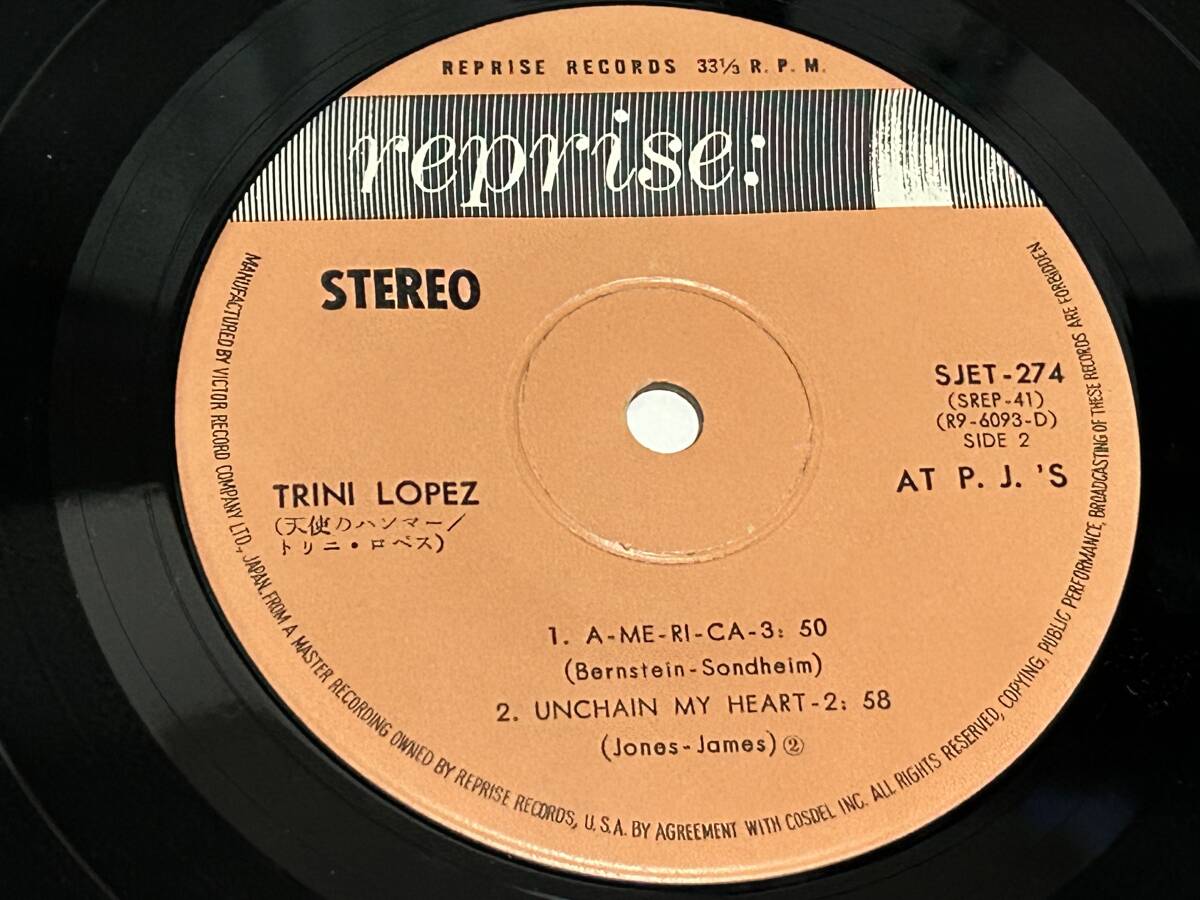 REPRISE RECORDS 33⅓ R.P.M.
reprise:
STEREO
SJET-274
(SREP-41)
(R9-6093-D)
SIDE 2
AT P. J. 'S
TRINI LOPEZ
(天使のハンマー/
トリニ・ロペス)
1. A-ME-RI-CA-3: 50
(Bernstein-Sondheim)
2. UNCHAIN MY HEART-2: 58
(Jones-James)②
MANUFACTURED BY VICTOR RECORD COMPANY LTD., JAPAN, FROM A MASTER RECORDING OWNED BY REPRISE RECORDS, U.S.A. BY AGREEMENT WITH COSDEL INC. ALL RIGHTS RESERVED, COPYING, PUBLIC PERFORMANCE, BROADCASTING OF THESE RECORDS ARE FORBIDDEN